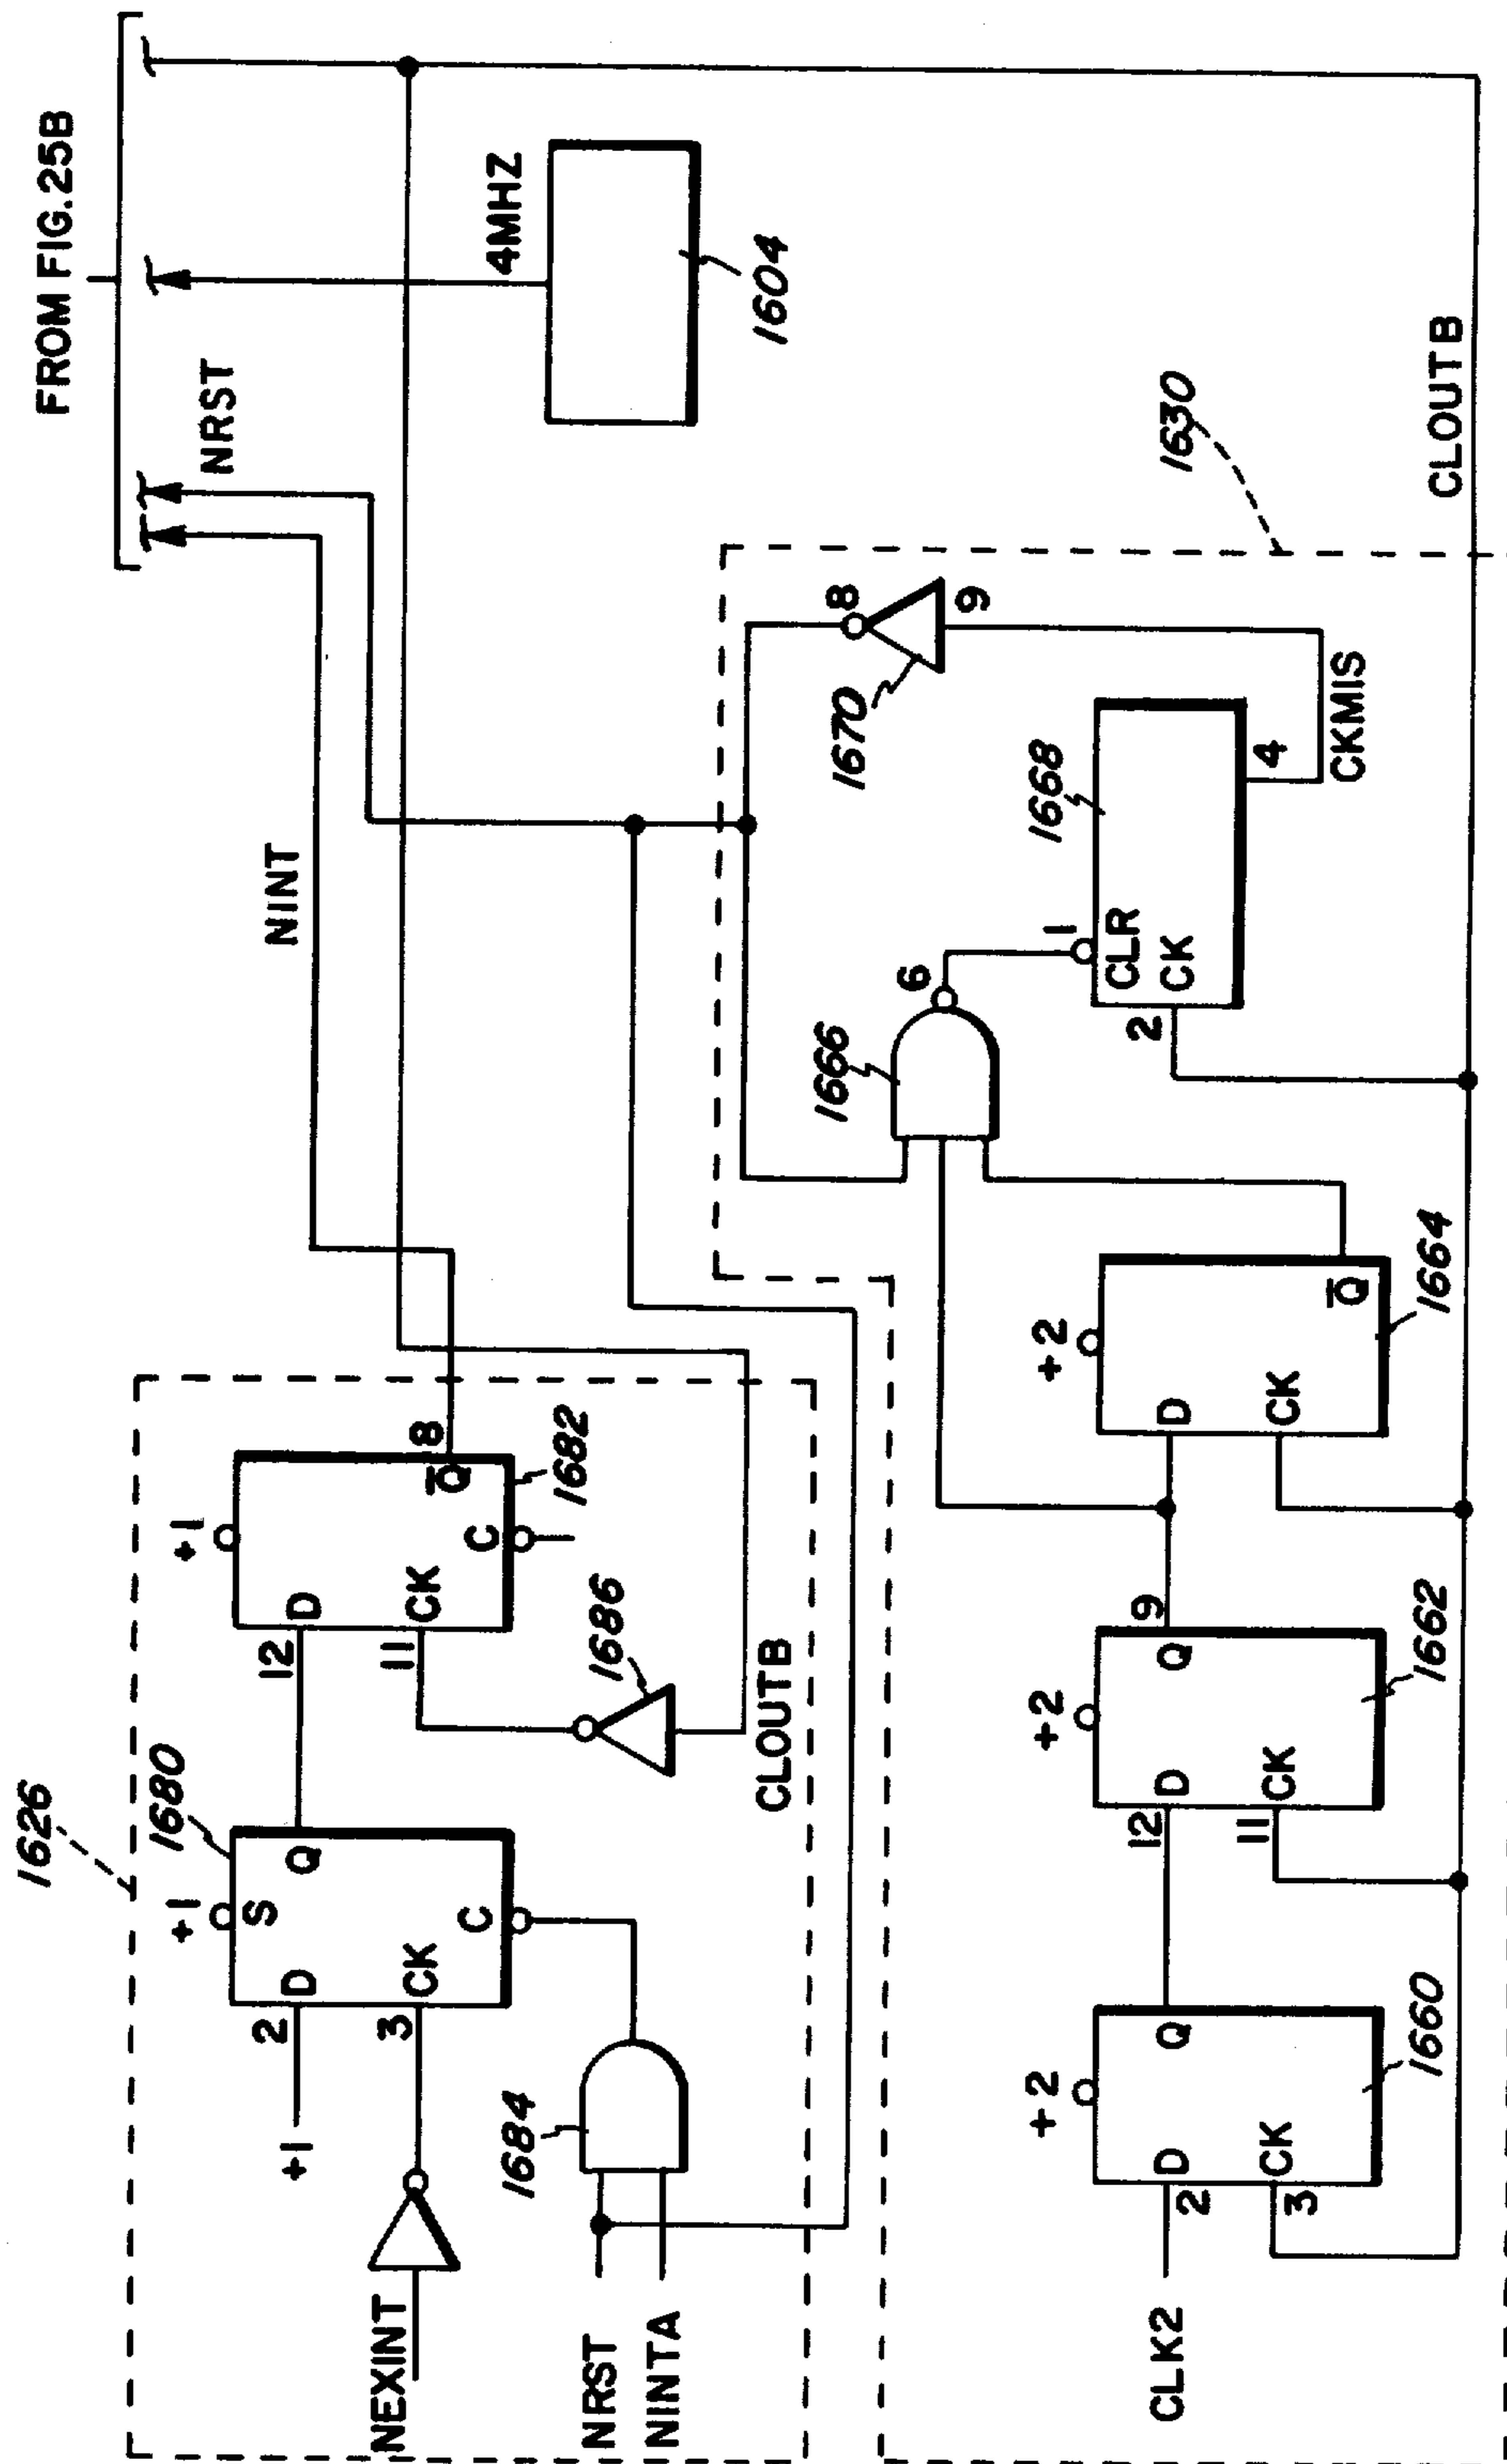 FROM FIG. 25B
NRST
4MHZ
1604
NINT
1626
1680
+1
S
D
Q
CK
C
2
3
+1
NEXINT
1684
NRST
NINTA
+1
D
CK
Q̅
C
12
11
8
1
1682
1686
CLOUTB
1630
1670
8
9
1668
1
CLR
CK
2
4
CKMIS
1666
6
CLOUTB
CLK2
+2
D
Q
CK
2
3
1660
+2
D
Q
CK
12
11
9
1662
+2
D
CK
Q̅
1664